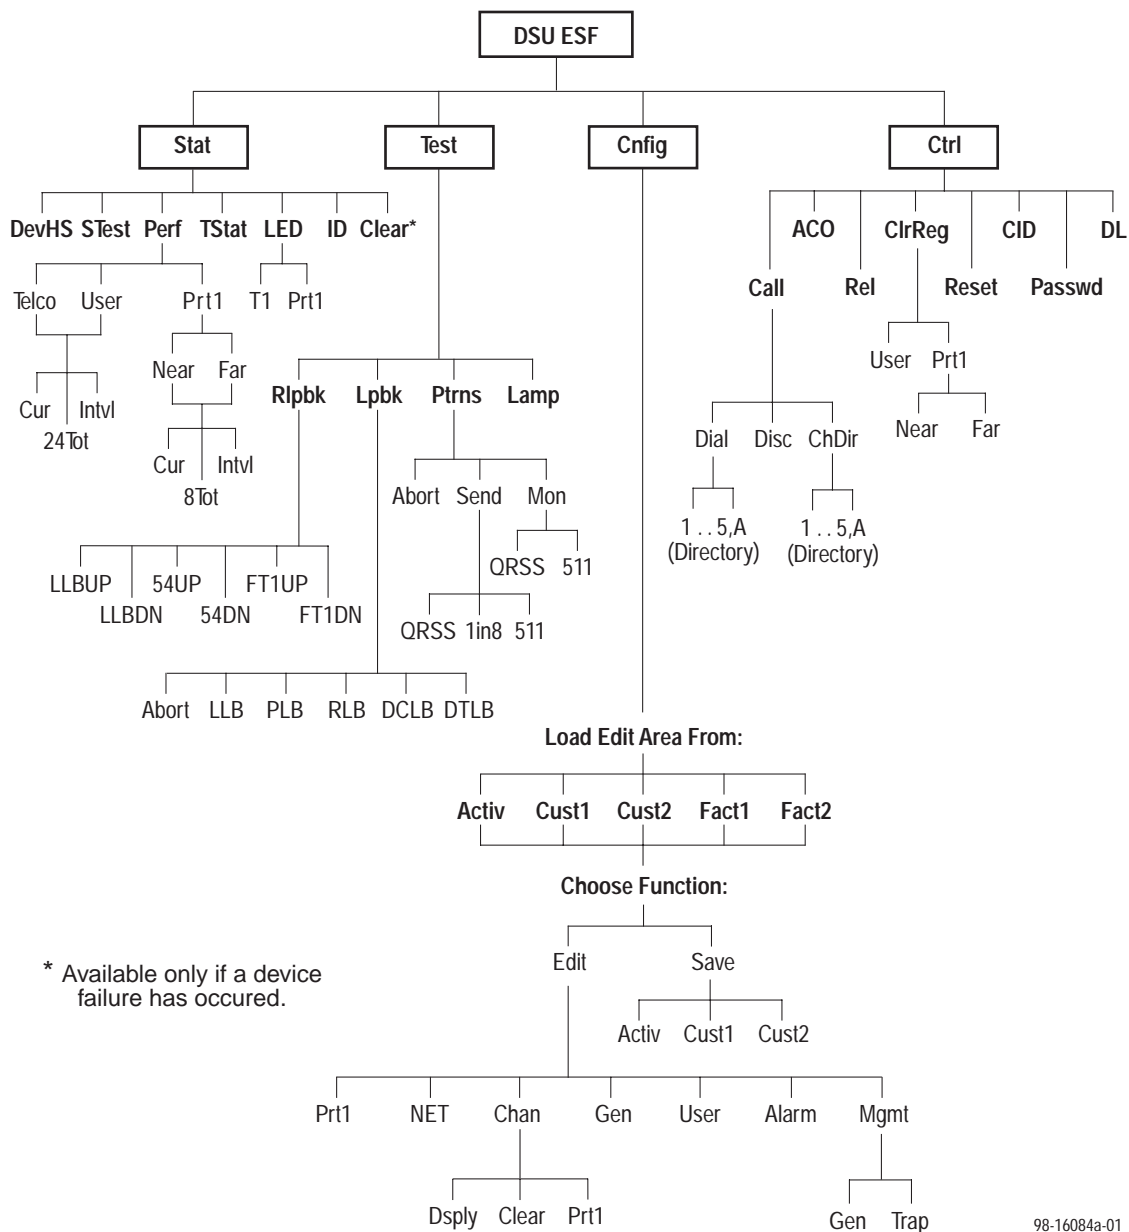 DSU ESF
Stat Test Cnfig Ctrl
DevHS STest Perf TStat LED ID Clear*
ACO ClrReg CID DL
Call Rel Reset Passwd
Telco User Prt1 T1 Prt1
User Prt1
Near Far
Rlpbk Lpbk Ptrns Lamp
Cur Intvl
24Tot
Near Far
Dial Disc ChDir
Cur Intvl
8Tot
Abort Send Mon
1 . . 5,A
(Directory)
1 . . 5,A
(Directory)
QRSS 511
LLBUP 54UP FT1UP
LLBDN 54DN FT1DN
QRSS 1in8 511
Abort LLB PLB RLB DCLB DTLB
Load Edit Area From:
Activ Cust1 Cust2 Fact1 Fact2
Choose Function:
Edit Save
* Available only if a device
failure has occured.
Activ Cust1 Cust2
Prt1 NET Chan Gen User Alarm Mgmt
Dsply Clear Prt1
Gen Trap
98-16084a-01